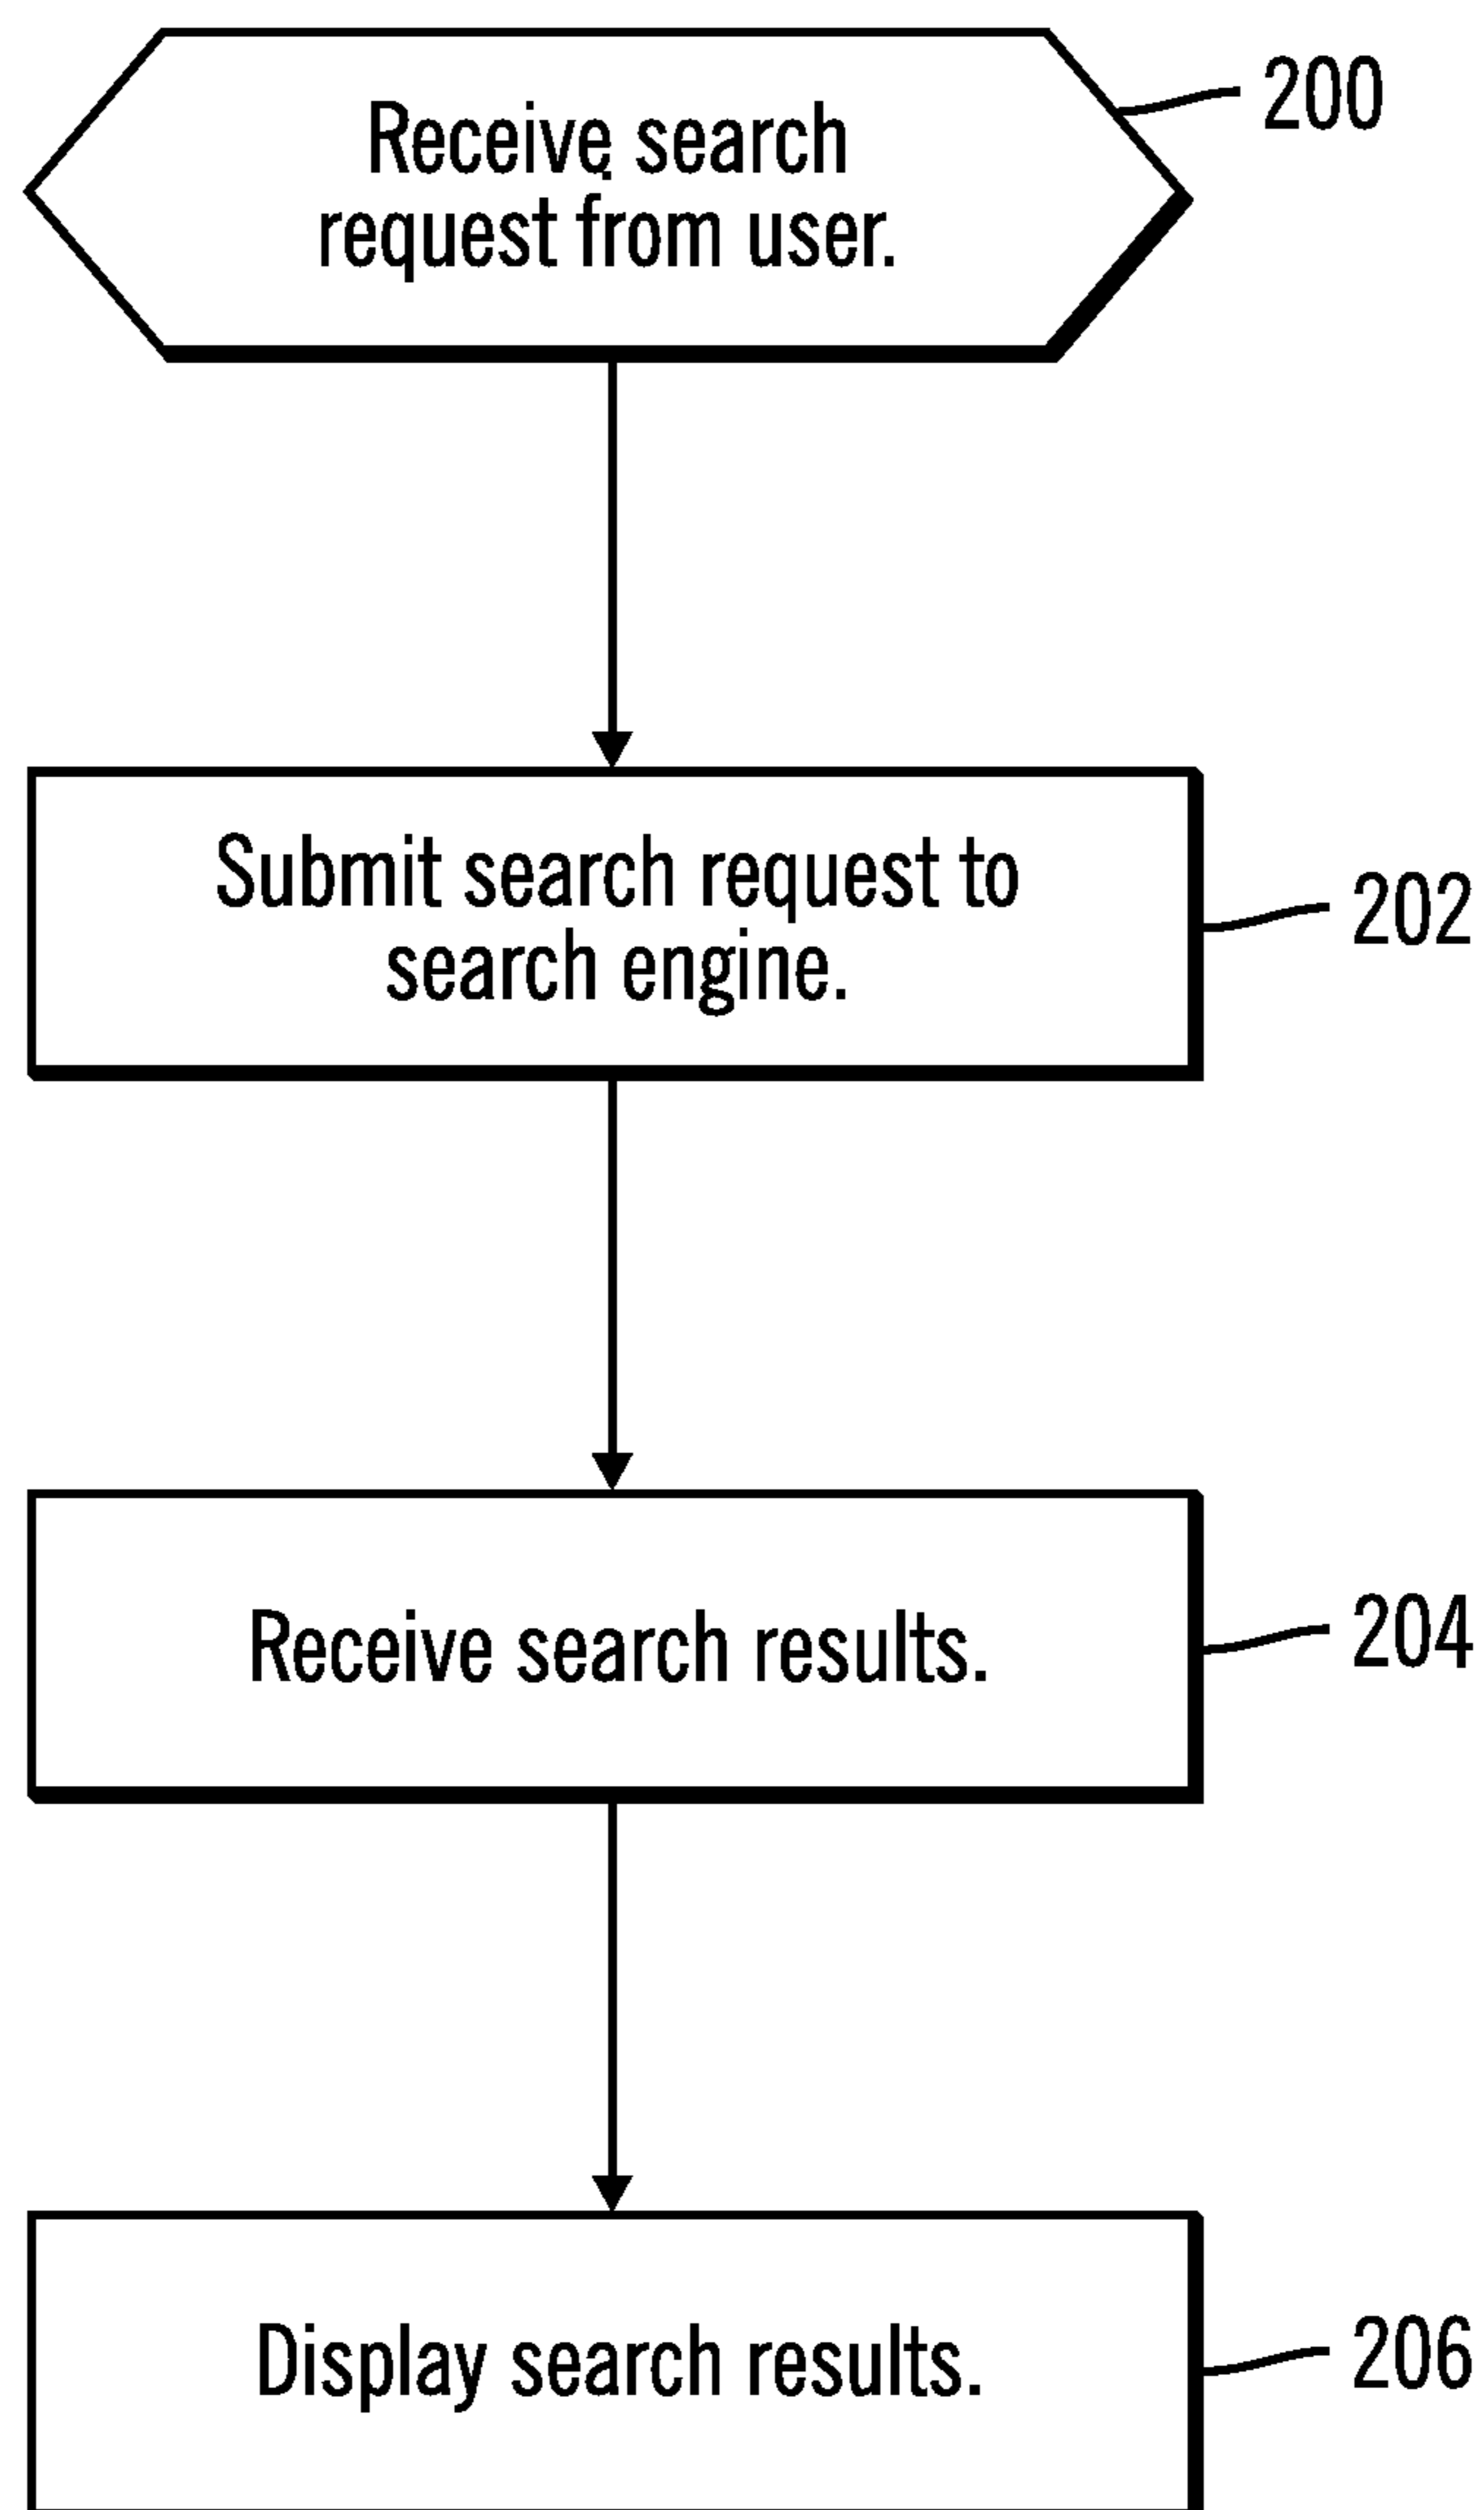 Receive search
request from user.
200
Submit search request to
search engine.
202
Receive search results.
204
Display search results.
206